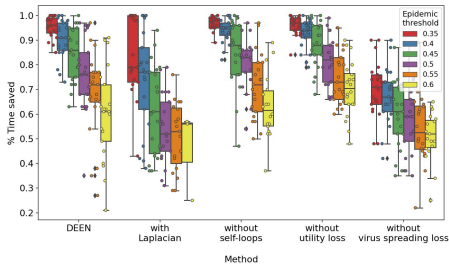 Epidemic
threshold
0.35
0.4
0.45
0.5
0.55
0.6
1.0
0.9
0.8
0.7
0.6
0.5
0.4
0.3
0.2
% Time saved
DEEN
with
Laplacian
without
self-loops
without
utility loss
without
virus spreading loss
Method